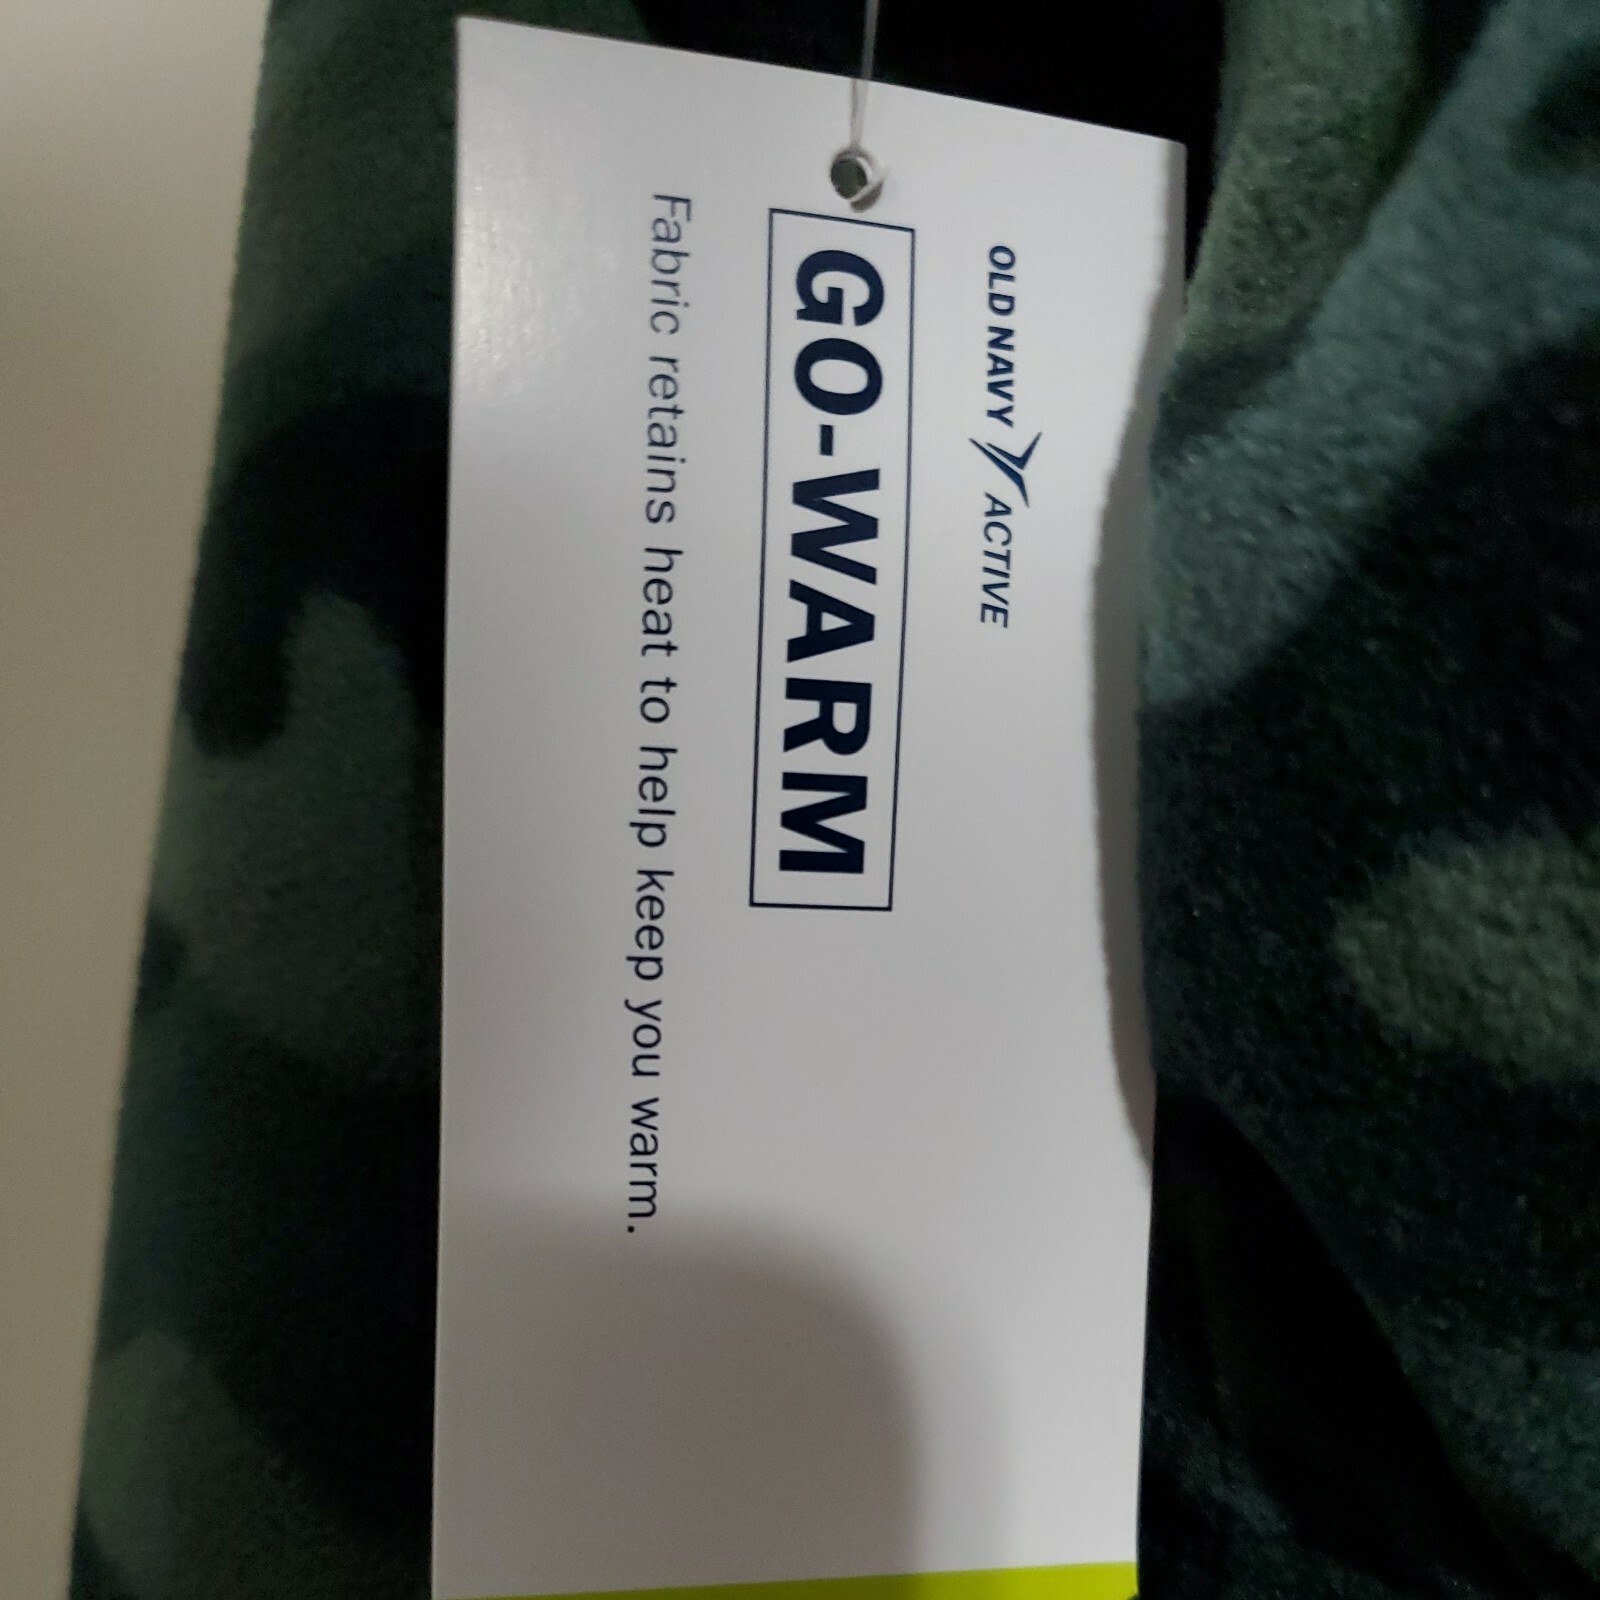 OLD NAVY ACTIVE
GO-WARM
Fabric retains heat to help keep you warm.